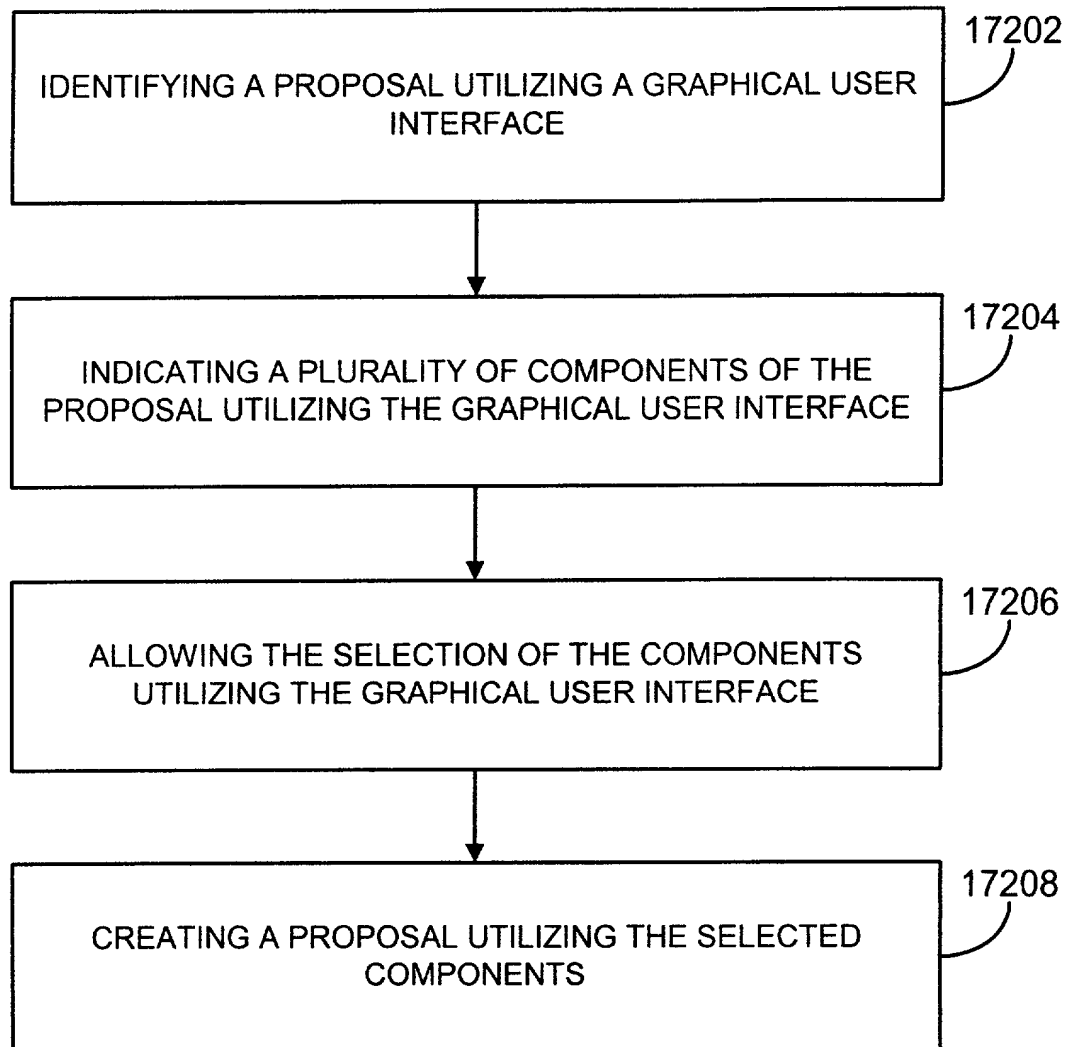 17202
IDENTIFYING A PROPOSAL UTILIZING A GRAPHICAL USER
INTERFACE
17204
INDICATING A PLURALITY OF COMPONENTS OF THE
PROPOSAL UTILIZING THE GRAPHICAL USER INTERFACE
17206
ALLOWING THE SELECTION OF THE COMPONENTS
UTILIZING THE GRAPHICAL USER INTERFACE
17208
CREATING A PROPOSAL UTILIZING THE SELECTED
COMPONENTS